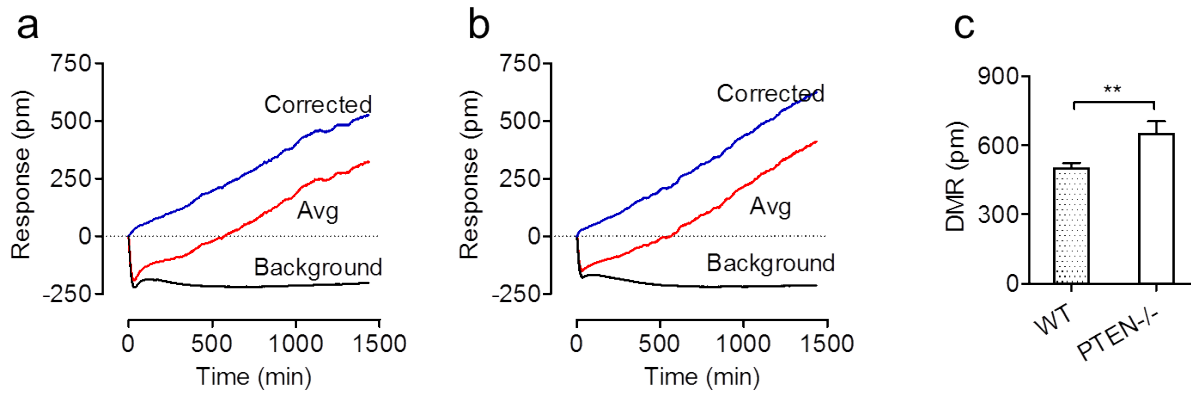 a
Response (pm)
750
500
250
0
-250
Corrected
Avg
Background
0 500 1000 1500
Time (min)
b
Response (pm)
750
500
250
0
-250
Corrected
Avg
Background
0 500 1000 1500
Time (min)
c
DMR (pm)
900
600
300
0
**
WT
PTEN-/-